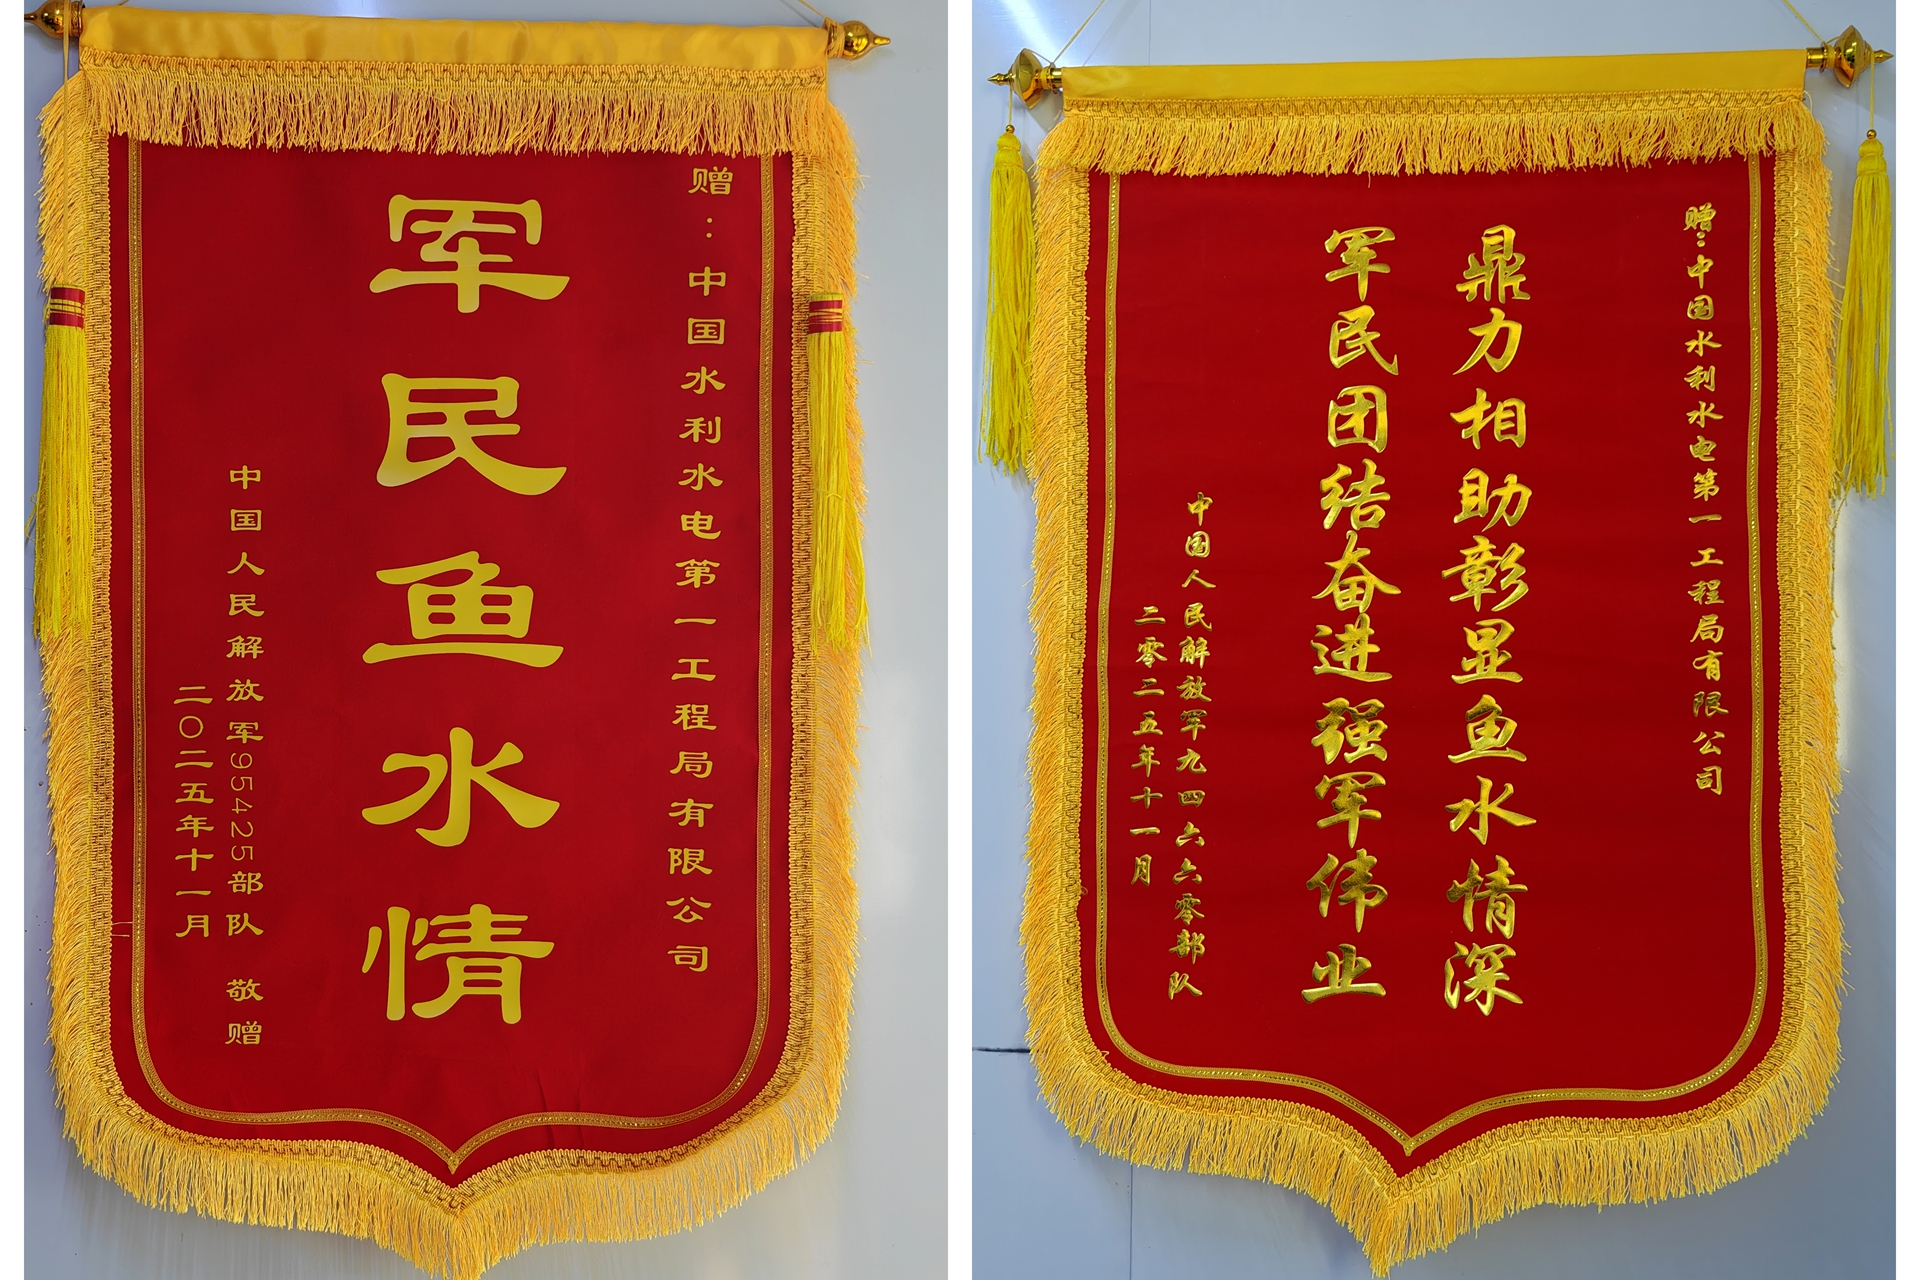 赠：中国水利水电第一工程局有限公司
军民鱼水情
中国人民解放军95425部队 敬赠
二〇二五年十一月
赠：中国水利水电第一工程局有限公司
鼎力相助彰显鱼水情深
军民团结奋进强军伟业
中国人民解放军九四六六零部队
二零二五年十一月